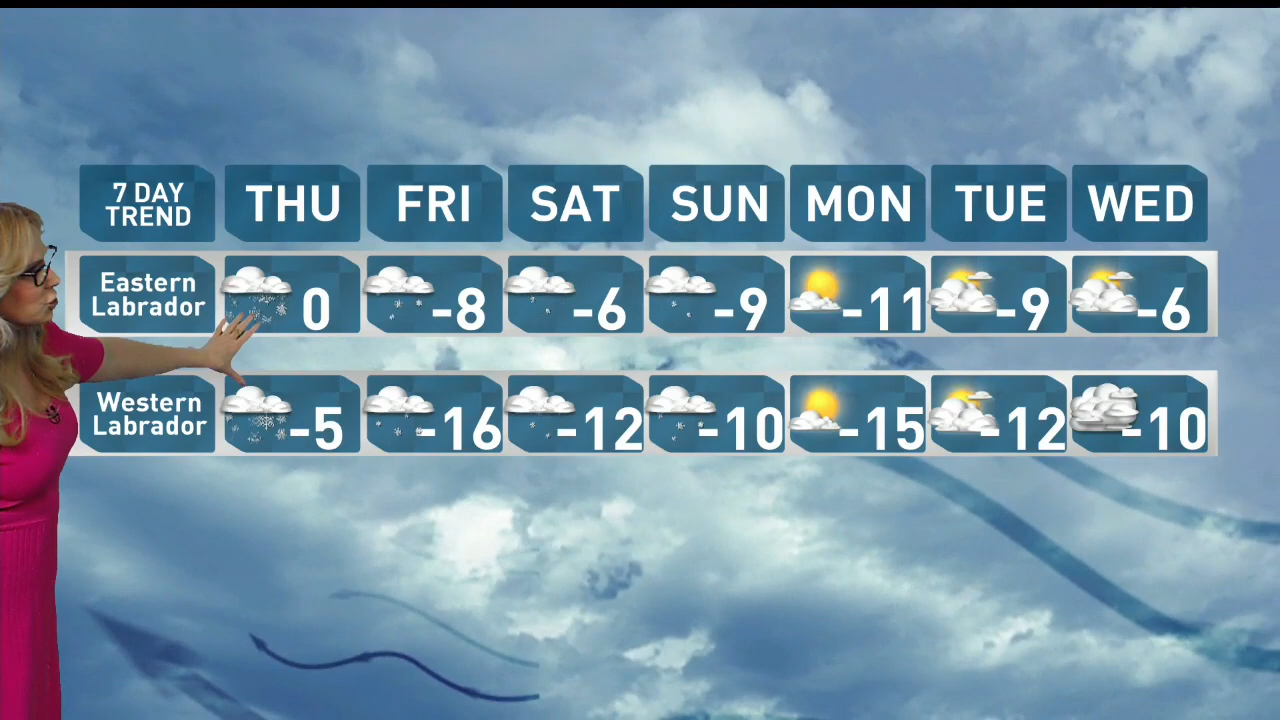 7 DAY
TREND
THU FRI SAT SUN MON TUE WED
Eastern
Labrador
0 -8 -6 -9 -11 -9 -6
Western
Labrador
-5 -16 -12 -10 -15 -12 -10